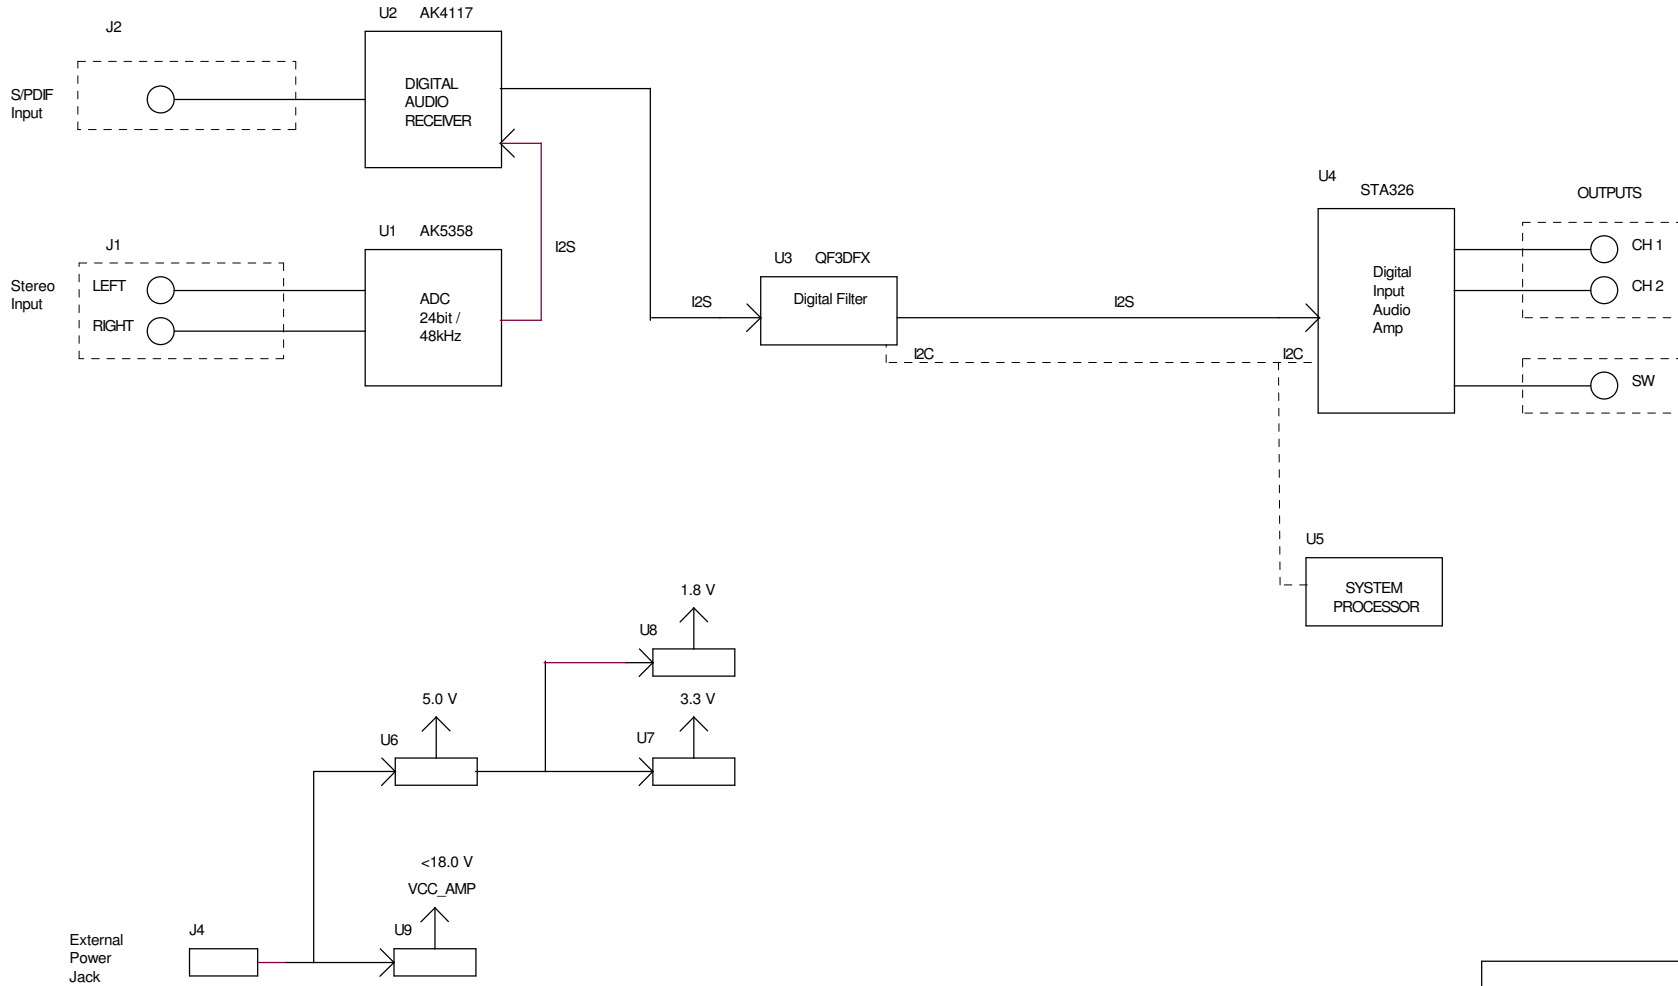 J2
U2 AK4117
S/PDIF
Input
DIGITAL
AUDIO
RECEIVER
J1
U1 AK5358
Stereo
Input
LEFT
RIGHT
ADC
24bit /
48kHz
I2S
U3 QF3DFX
Digital Filter
I2S
I2S
I2C
I2C
U4
STA326
Digital
Input
Audio
Amp
OUTPUTS
CH 1
CH 2
SW
U5
SYSTEM
PROCESSOR
1.8 V
U8
5.0 V
3.3 V
U6
U7
<18.0 V
VCC_AMP
External
Power
Jack
J4
U9